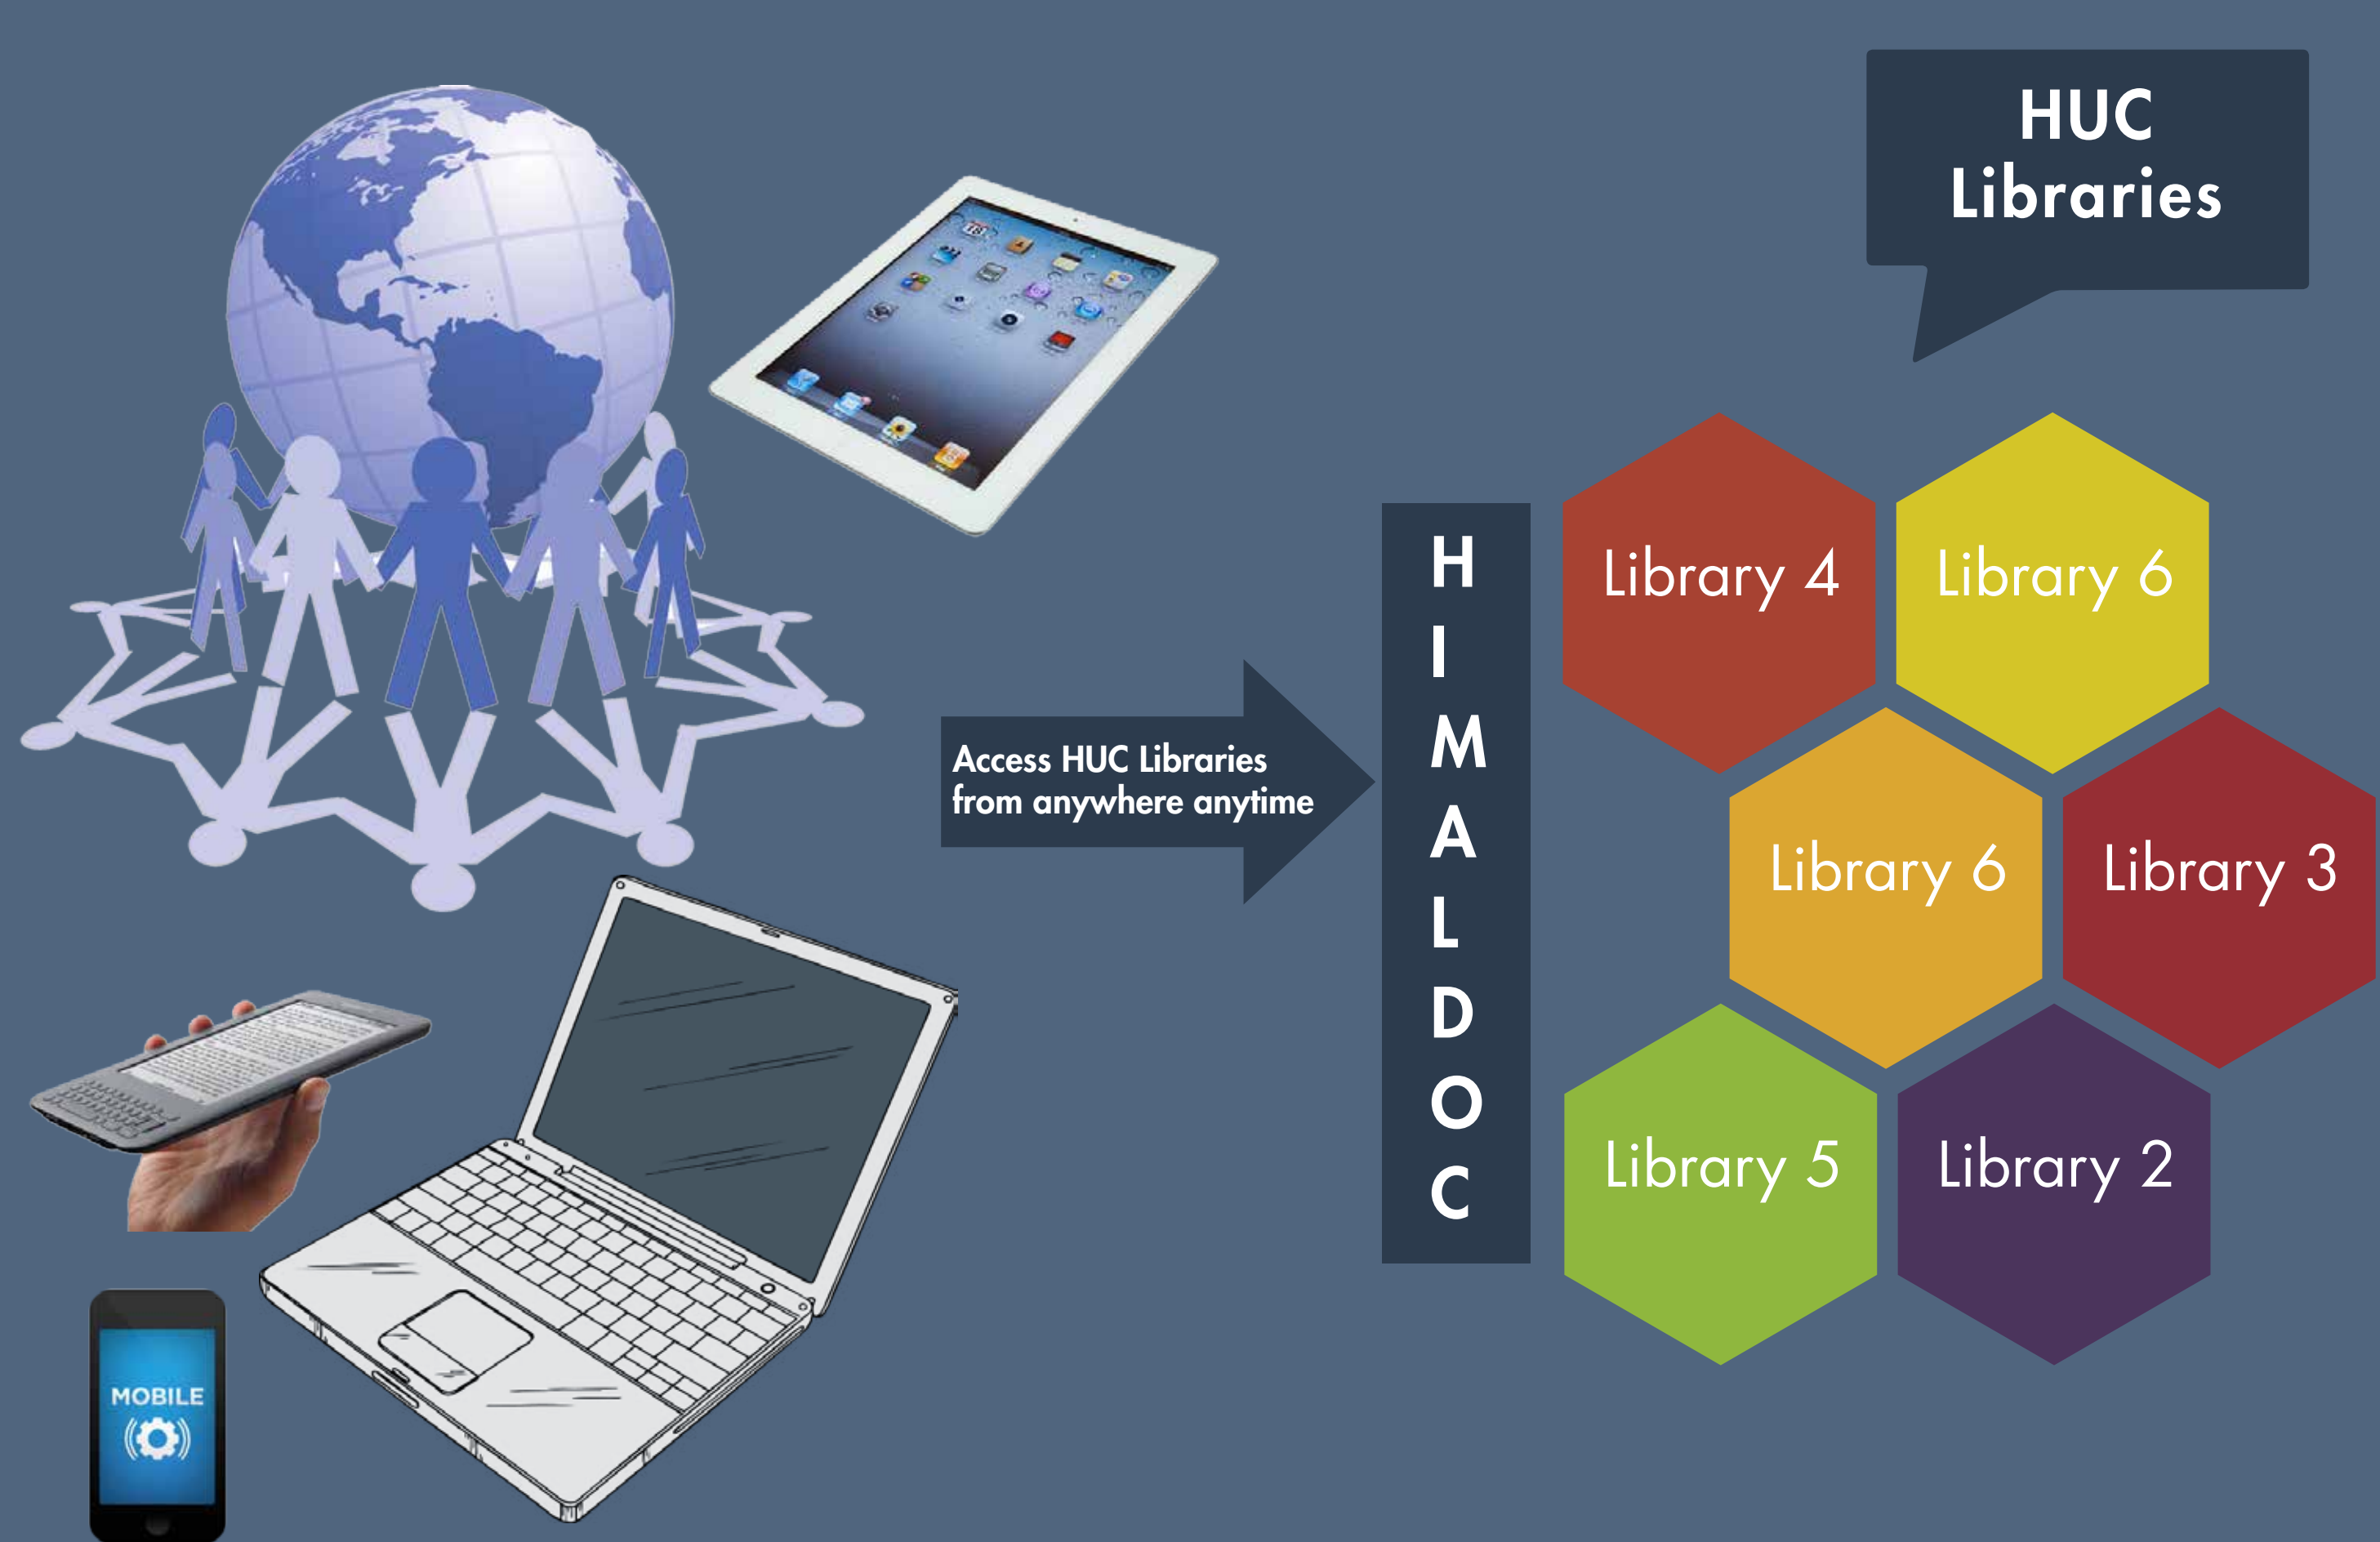 HUC
Libraries
Access HUC Libraries
from anywhere anytime
H
I
M
A
L
D
O
C
Library 4
Library 6
Library 6
Library 3
Library 5
Library 2
MOBILE